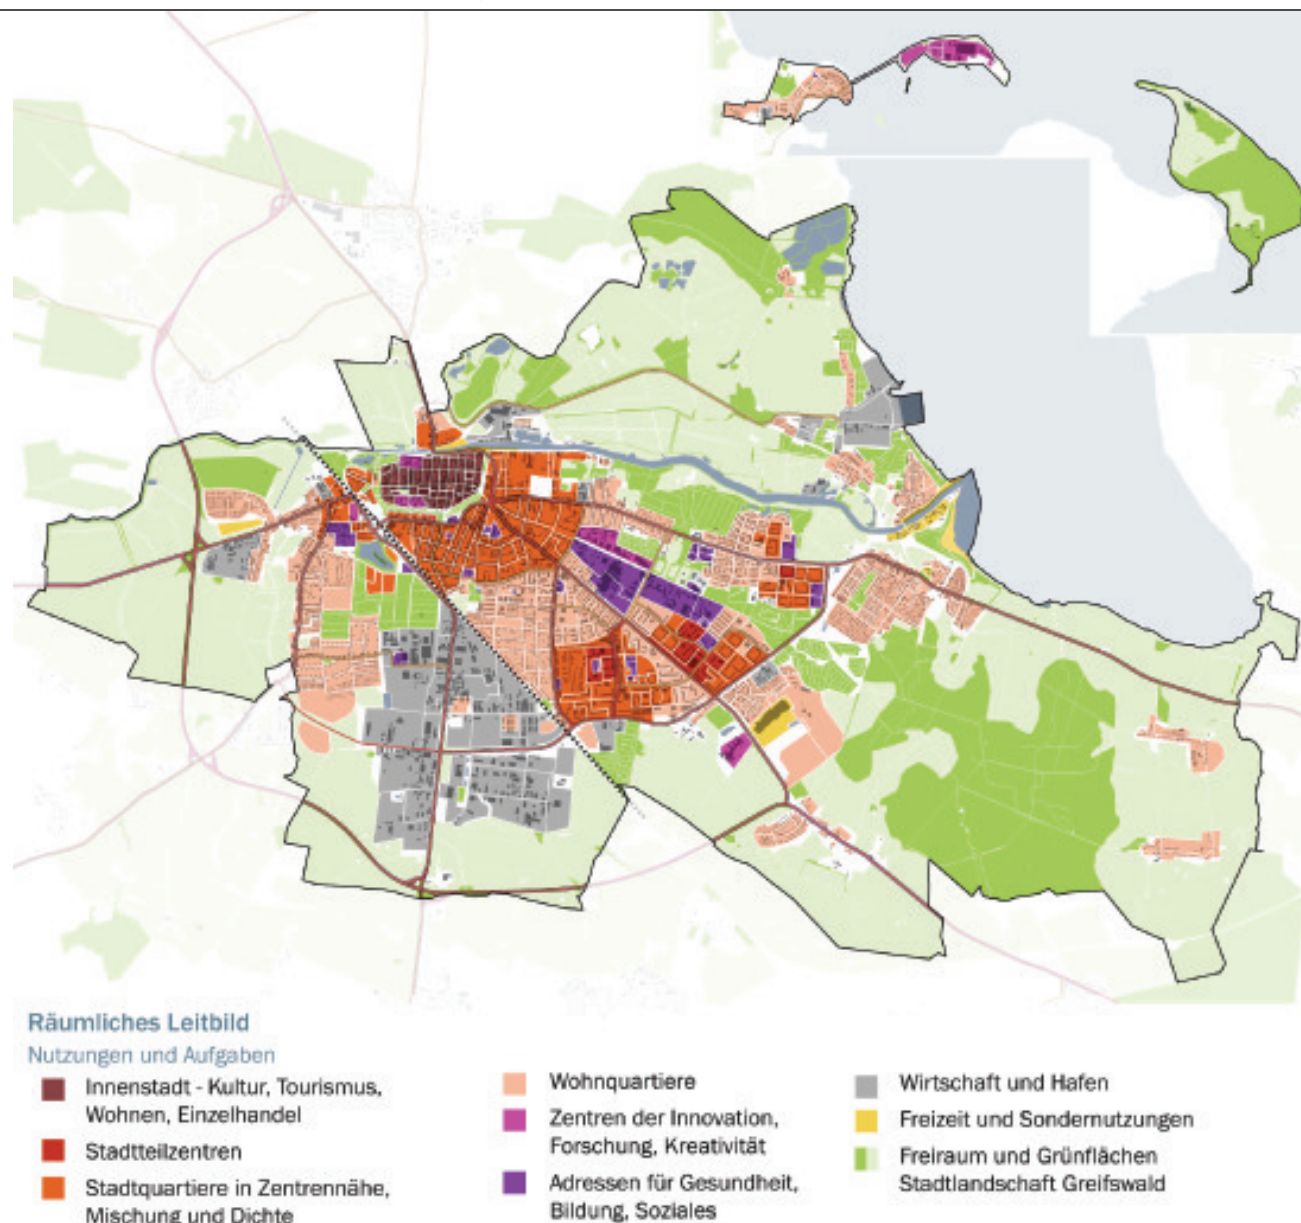 Räumliches Leitbild
Nutzungen und Aufgaben
Innenstadt - Kultur, Tourismus,
Wohnen, Einzelhandel
Stadtteilzentren
Stadtquartiere in Zentrennähe,
Mischung und Dichte
Wohnquartiere
Zentren der Innovation,
Forschung, Kreativität
Adressen für Gesundheit,
Bildung, Soziales
Wirtschaft und Hafen
Freizeit und Sondernutzungen
Freiraum und Grünflächen
Stadtlandschaft Greifswald